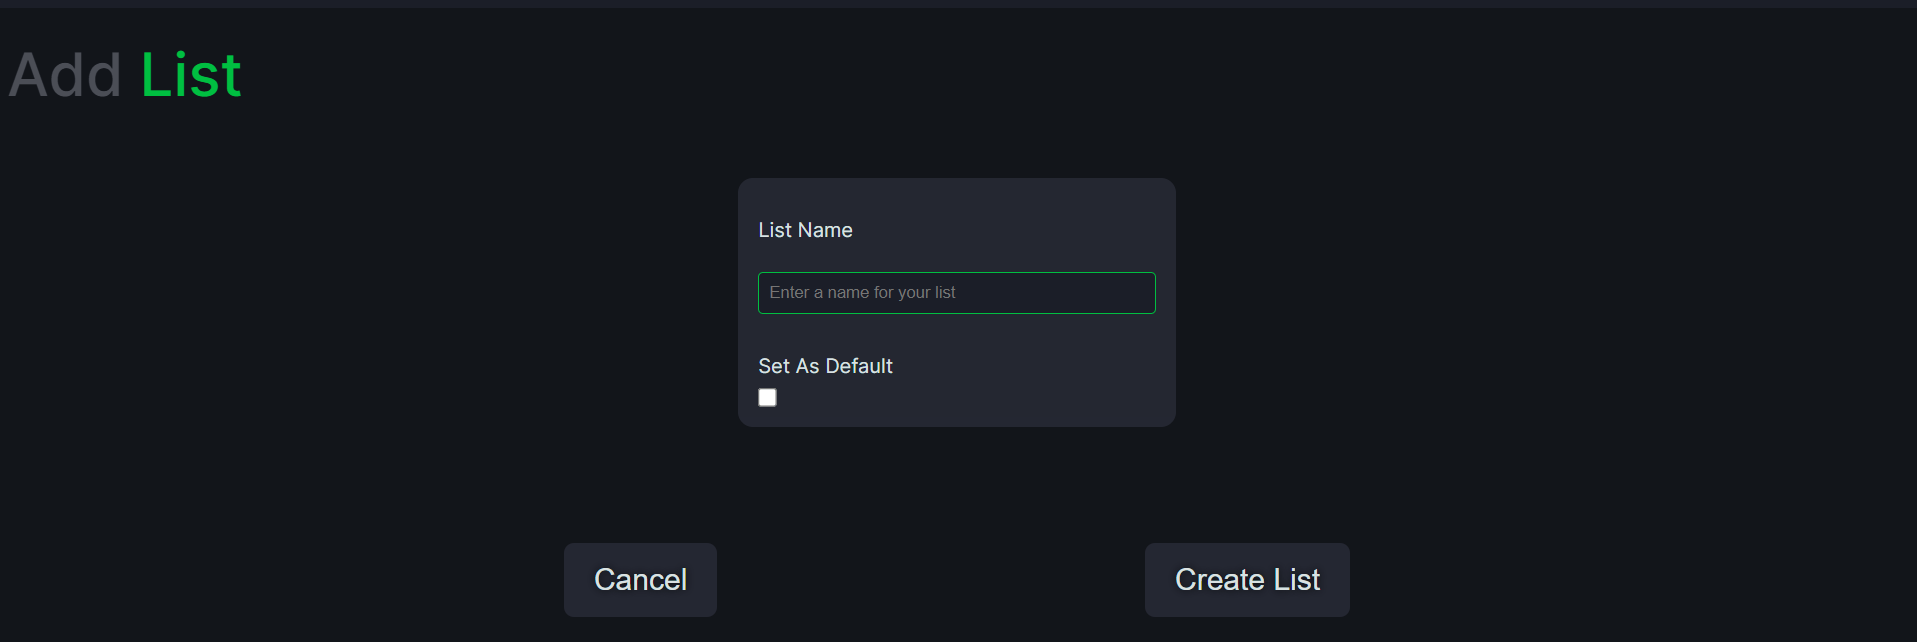 Add List
List Name
Enter a name for your list
Set As Default
Cancel
Create List